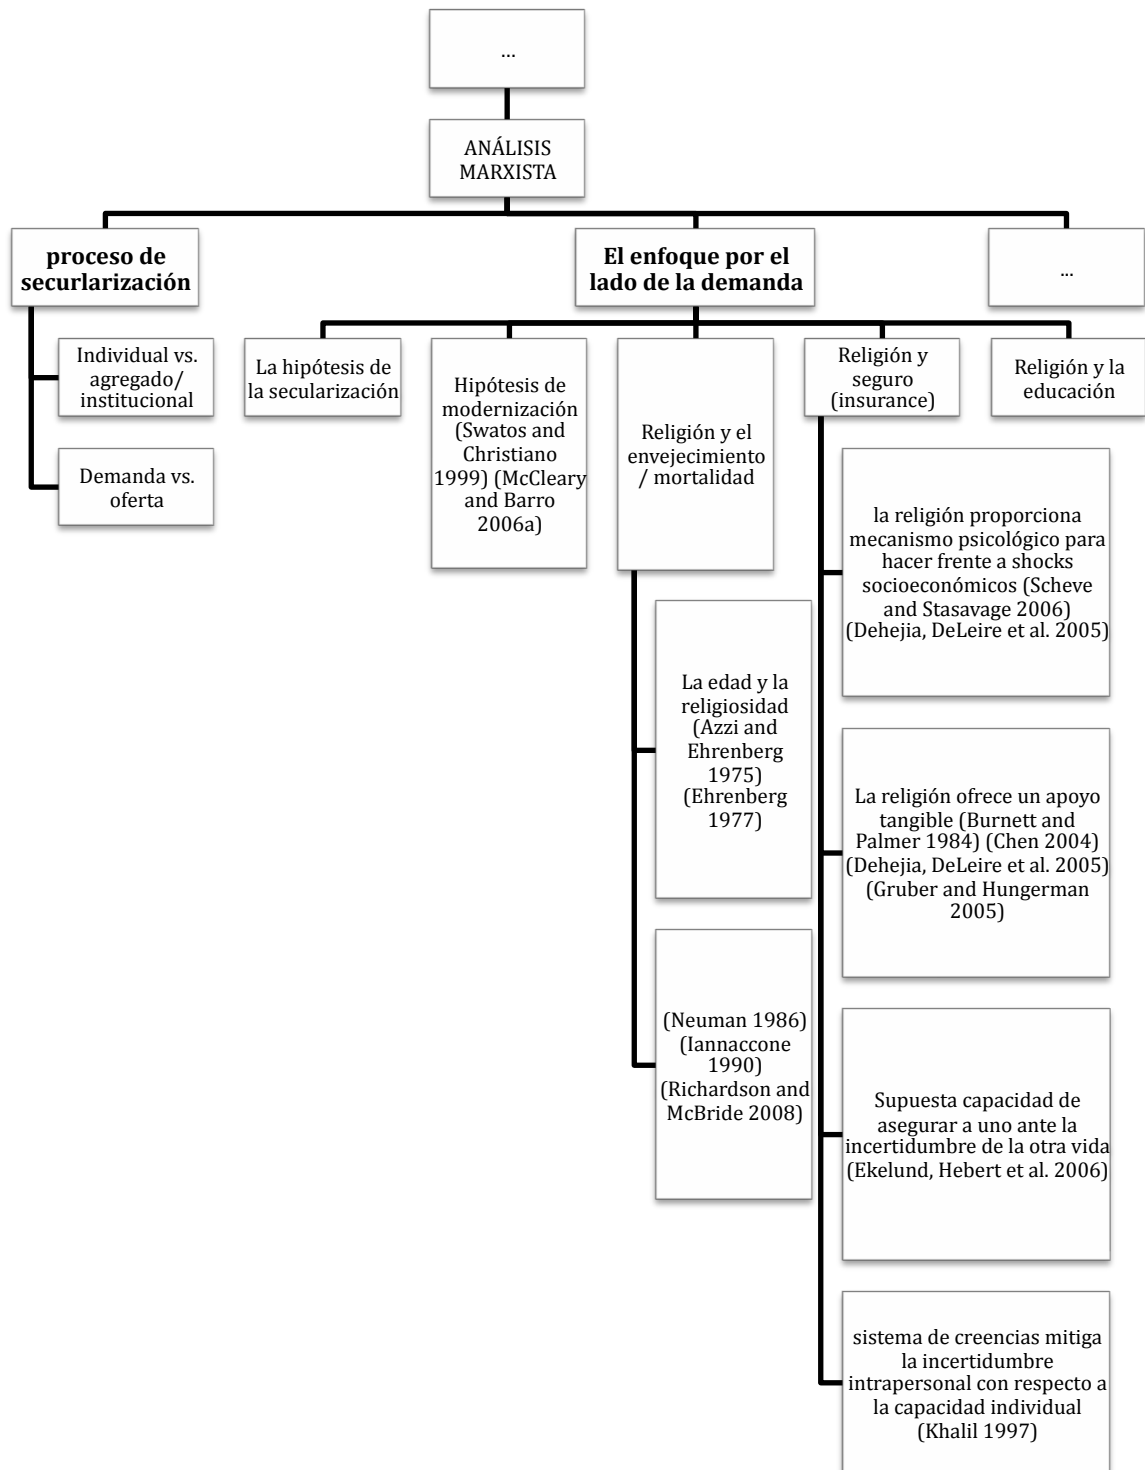 ...
ANÁLISIS
MARXISTA
proceso de
securlarización
Individual vs.
agregado/
institucional
Demanda vs.
oferta
El enfoque por el
lado de la demanda
La hipótesis de
la secularización
Hipótesis de
modernización
(Swatos and
Christiano
1999) (McCleary
and Barro
2006a)
Religión y el
envejecimiento
/ mortalidad
La edad y la
religiosidad
(Azzi and
Ehrenberg
1975)
(Ehrenberg
1977)
(Neuman 1986)
(Iannaccone
1990)
(Richardson and
McBride 2008)
Religión y
seguro
(insurance)
la religión proporciona
mecanismo psicológico para
hacer frente a shocks
socioeconómicos (Scheve
and Stasavage 2006)
(Dehejia, DeLeire et al. 2005)
La religión ofrece un apoyo
tangible (Burnett and
Palmer 1984) (Chen 2004)
(Dehejia, DeLeire et al. 2005)
(Gruber and Hungerman
2005)
Supuesta capacidad de
asegurar a uno ante la
incertidumbre de la otra vida
(Ekelund, Hebert et al. 2006)
sistema de creencias mitiga
la incertidumbre
intrapersonal con respecto a
la capacidad individual
(Khalil 1997)
Religión y la
educación
...